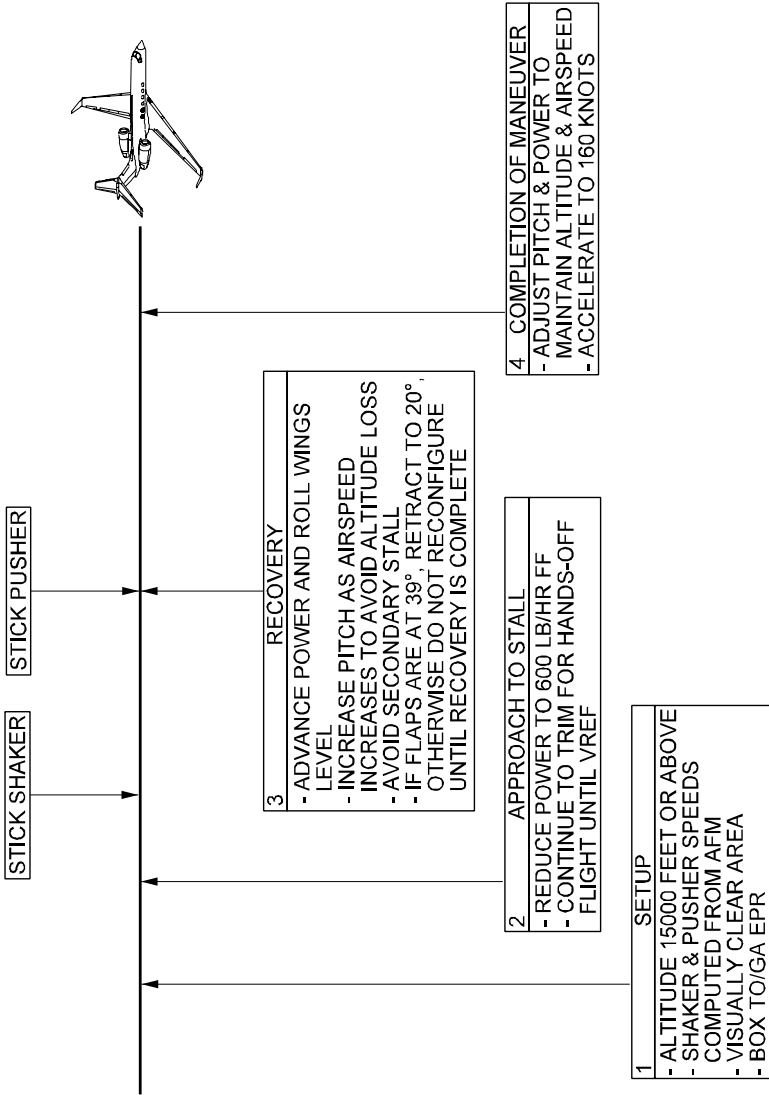 STICK SHAKER
STICK PUSHER
1 SETUP
- ALTITUDE 15000 FEET OR ABOVE
- SHAKER & PUSHER SPEEDS
COMPUTED FROM AFM
- VISUALLY CLEAR AREA
- BOX TO/GA EPR
2 APPROACH TO STALL
- REDUCE POWER TO 600 LB/HR FF
- CONTINUE TO TRIM FOR HANDS-OFF
FLIGHT UNTIL VREF
3 RECOVERY
- ADVANCE POWER AND ROLL WINGS
LEVEL
- INCREASE PITCH AS AIRSPEED
INCREASES TO AVOID ALTITUDE LOSS
- AVOID SECONDARY STALL
- IF FLAPS ARE AT 39°, RETRACT TO 20°,
OTHERWISE DO NOT RECONFIGURE
UNTIL RECOVERY IS COMPLETE
4 COMPLETION OF MANEUVER
- ADJUST PITCH & POWER TO
MAINTAIN ALTITUDE & AIRSPEED
- ACCELERATE TO 160 KNOTS